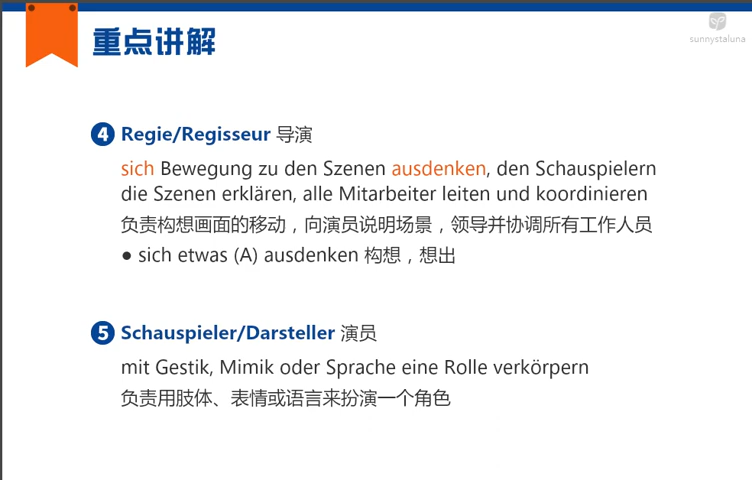 重点讲解
sunnystaluna
4 Regie/Regisseur 导演
sich Bewegung zu den Szenen ausdenken, den Schauspielern
die Szenen erklären, alle Mitarbeiter leiten und koordinieren
负责构想画面的移动，向演员说明场景，领导并协调所有工作人员
● sich etwas (A) ausdenken 构想，想出
5 Schauspieler/Darsteller 演员
mit Gestik, Mimik oder Sprache eine Rolle verkörpern
负责用肢体、表情或语言来扮演一个角色